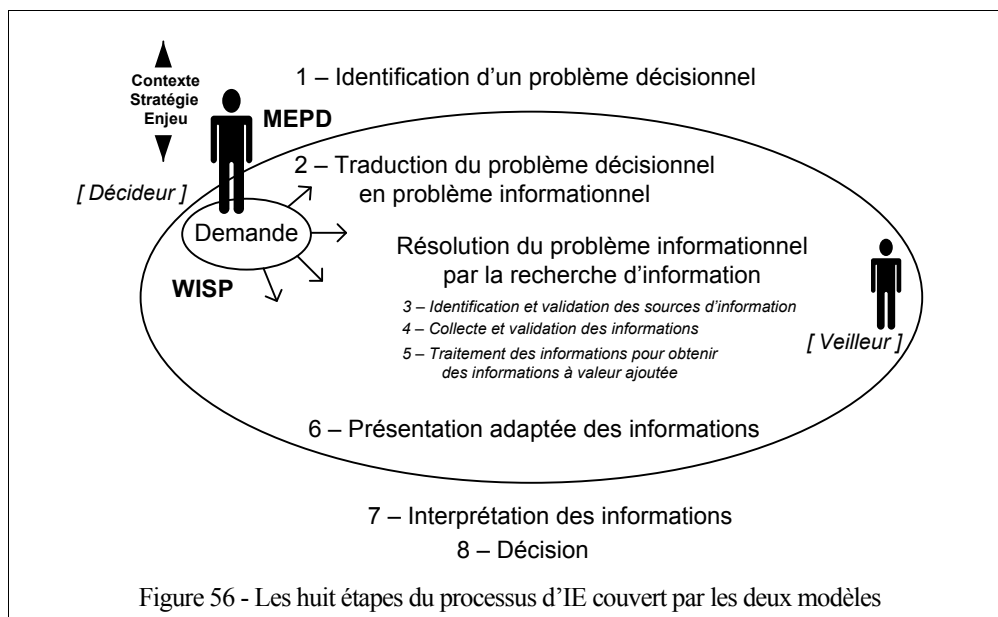 1 – Identification d'un problème décisionnel
Contexte
Stratégie
Enjeu
MEPD
2 – Traduction du problème décisionnel
en problème informationnel
[ Décideur ]
Demande
WISP
Résolution du problème informationnel
par la recherche d'information
3 – Identification et validation des sources d'information
4 – Collecte et validation des informations
5 – Traitement des informations pour obtenir
des informations à valeur ajoutée
[ Veilleur ]
6 – Présentation adaptée des informations
7 – Interprétation des informations
8 – Décision
Figure 56 - Les huit étapes du processus d'IE couvert par les deux modèles